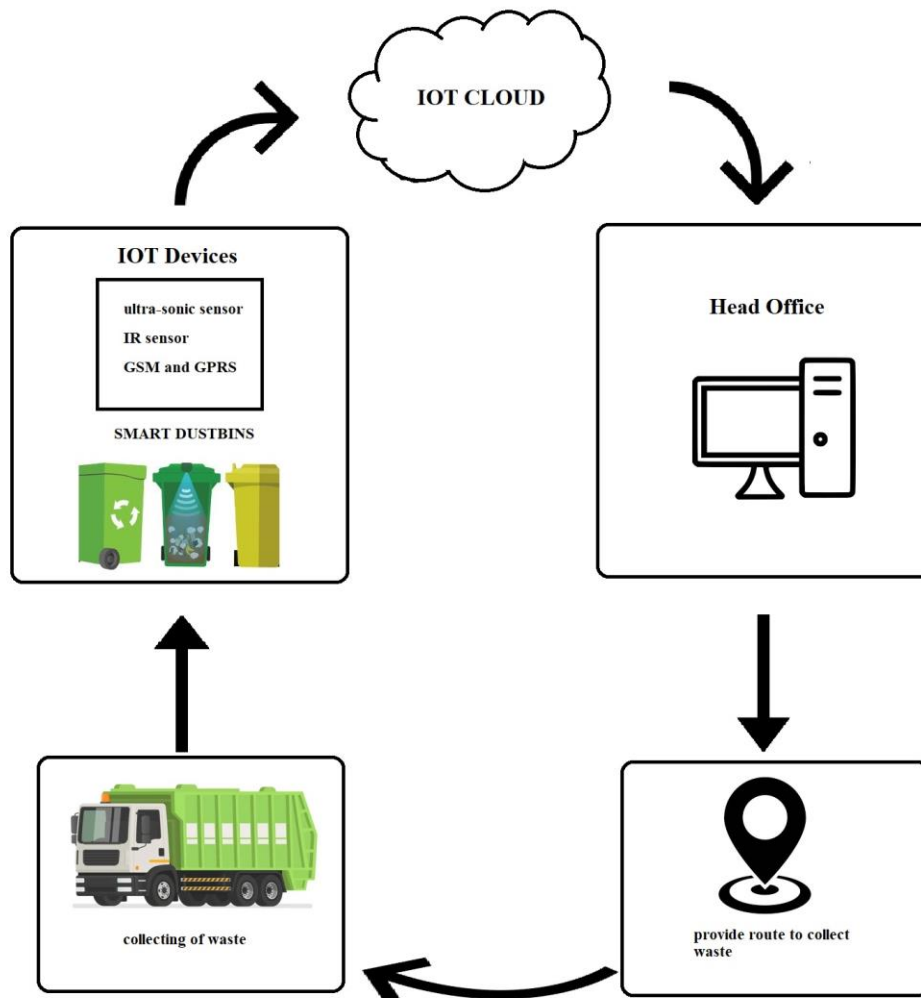 IOT CLOUD
IOT Devices
ultra-sonic sensor
IR sensor
GSM and GPRS
SMART DUSTBINS
Head Office
collecting of waste
provide route to collect
waste